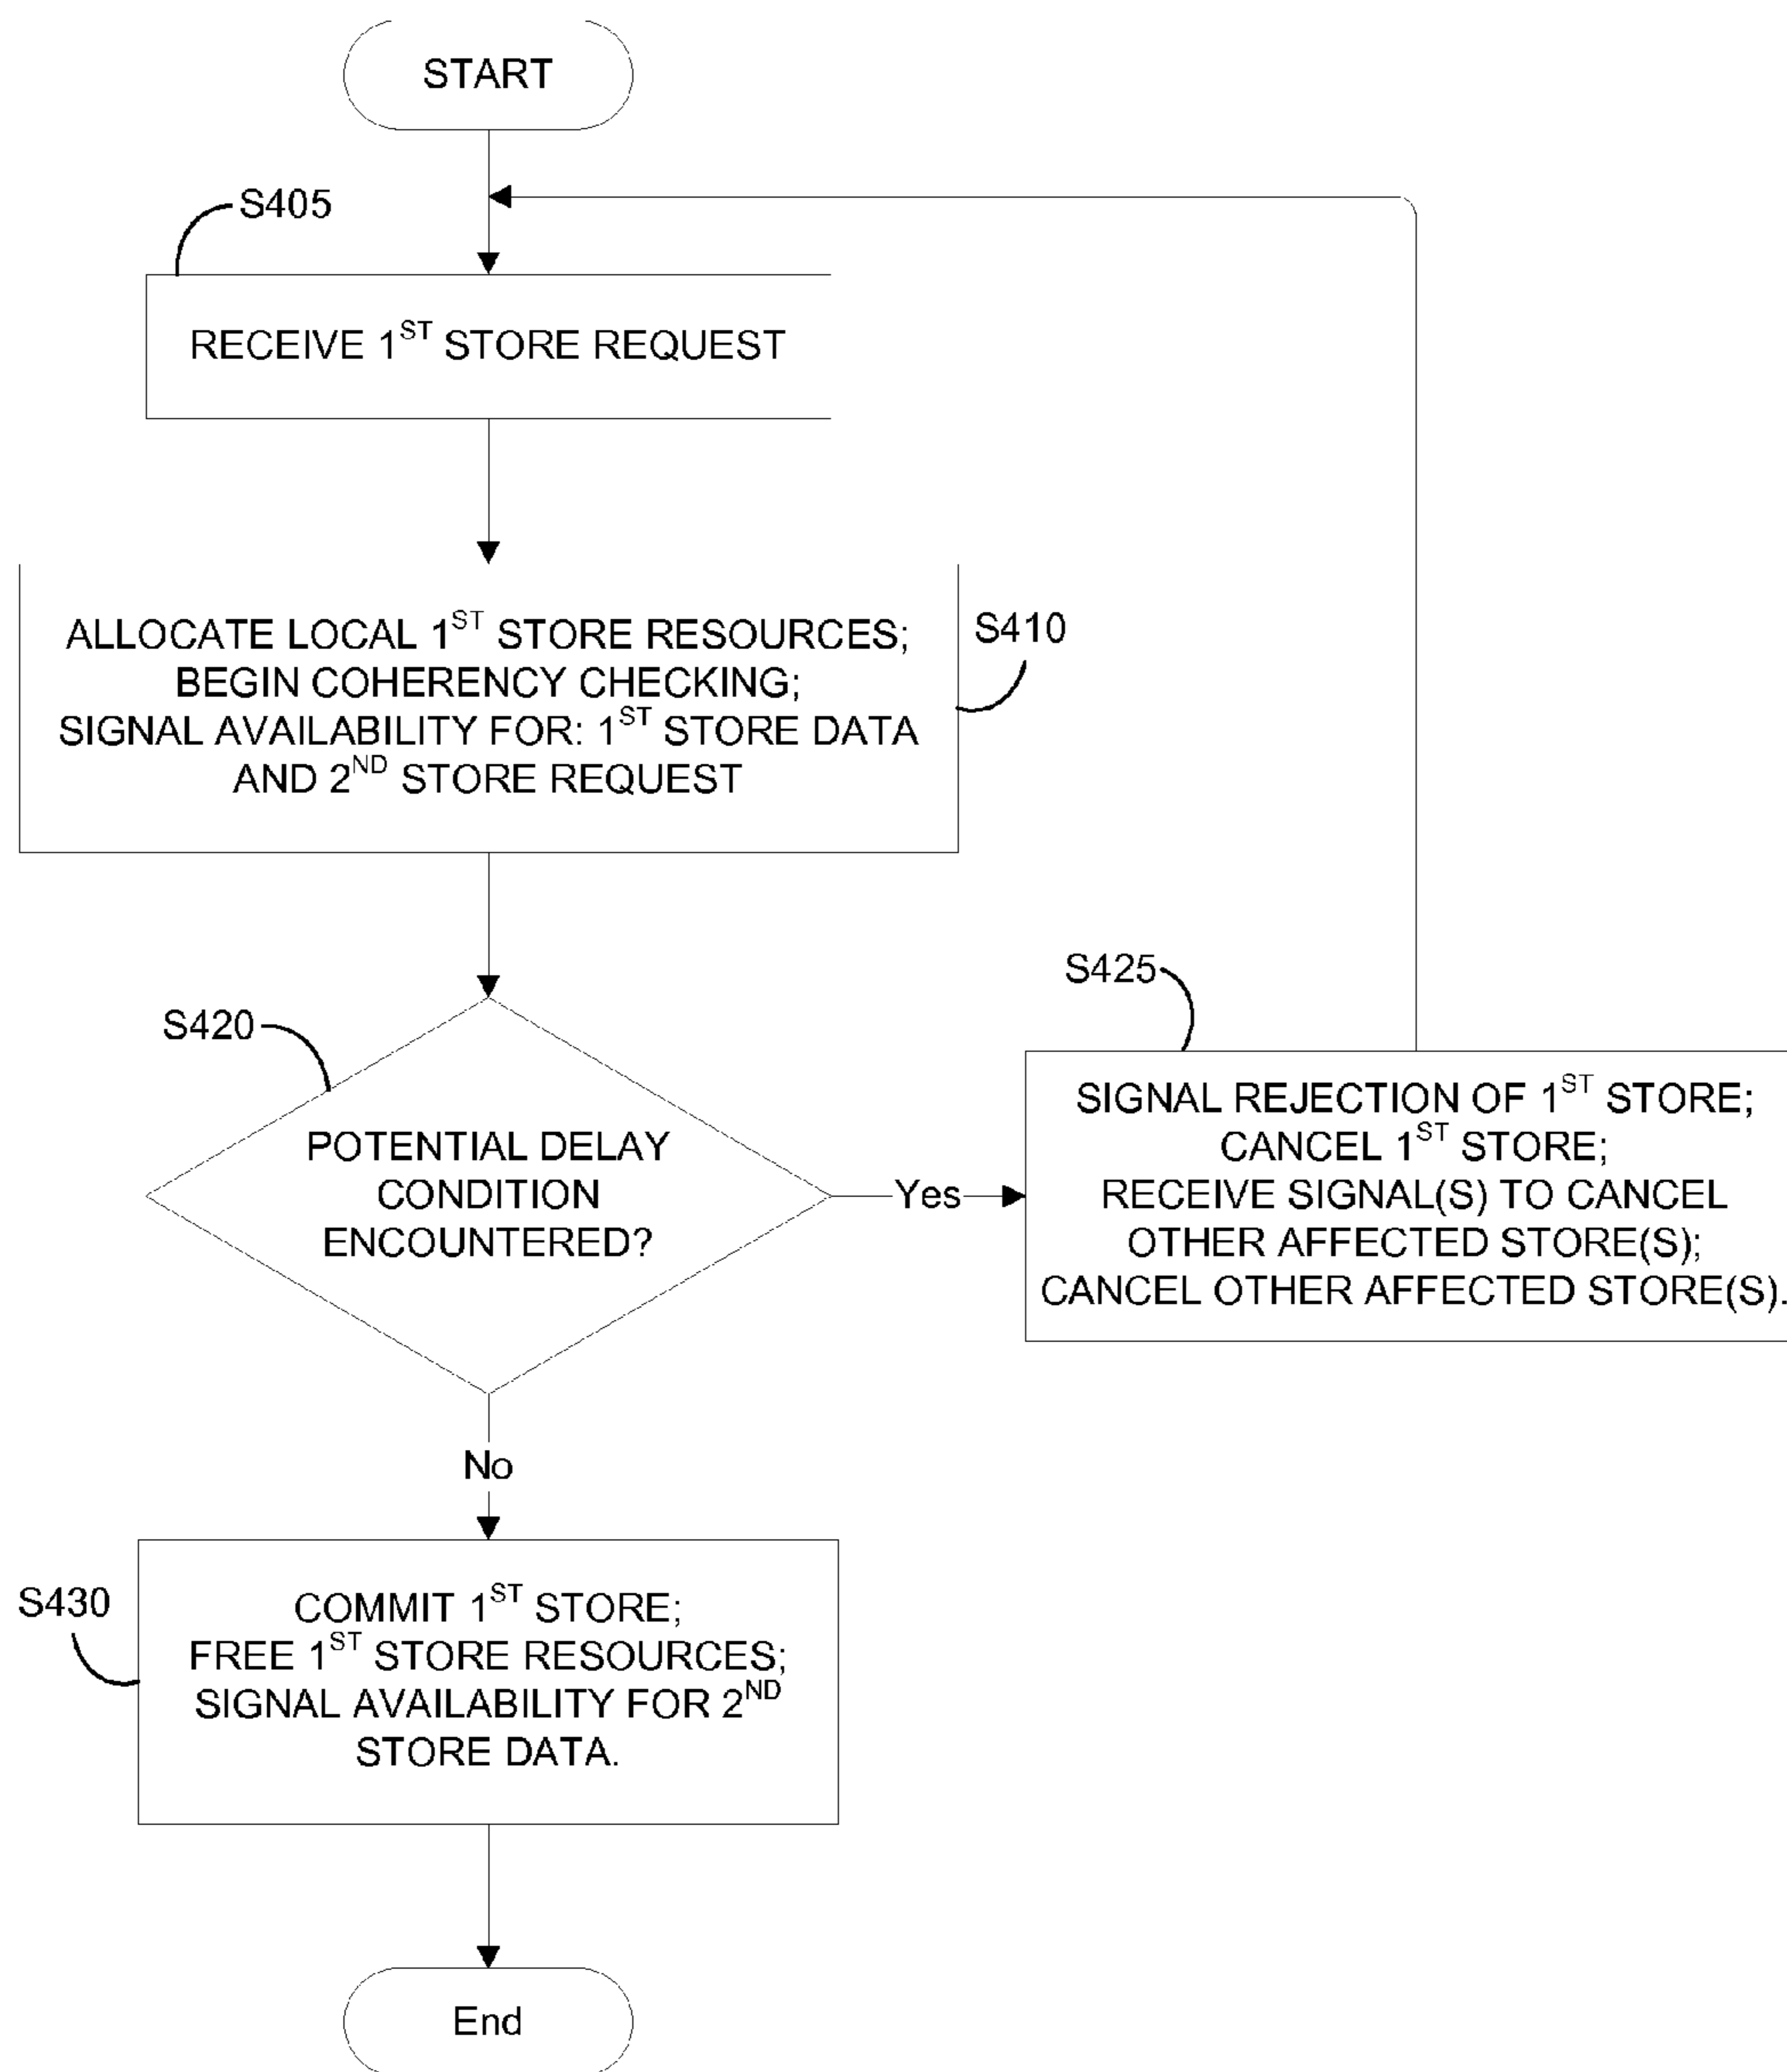 START
S405
RECEIVE 1ST STORE REQUEST
ALLOCATE LOCAL 1ST STORE RESOURCES;
BEGIN COHERENCY CHECKING;
SIGNAL AVAILABILITY FOR: 1ST STORE DATA
AND 2ND STORE REQUEST
S410
S420
POTENTIAL DELAY
CONDITION
ENCOUNTERED?
Yes
S425
SIGNAL REJECTION OF 1ST STORE;
CANCEL 1ST STORE;
RECEIVE SIGNAL(S) TO CANCEL
OTHER AFFECTED STORE(S);
CANCEL OTHER AFFECTED STORE(S).
No
S430
COMMIT 1ST STORE;
FREE 1ST STORE RESOURCES;
SIGNAL AVAILABILITY FOR 2ND
STORE DATA.
End